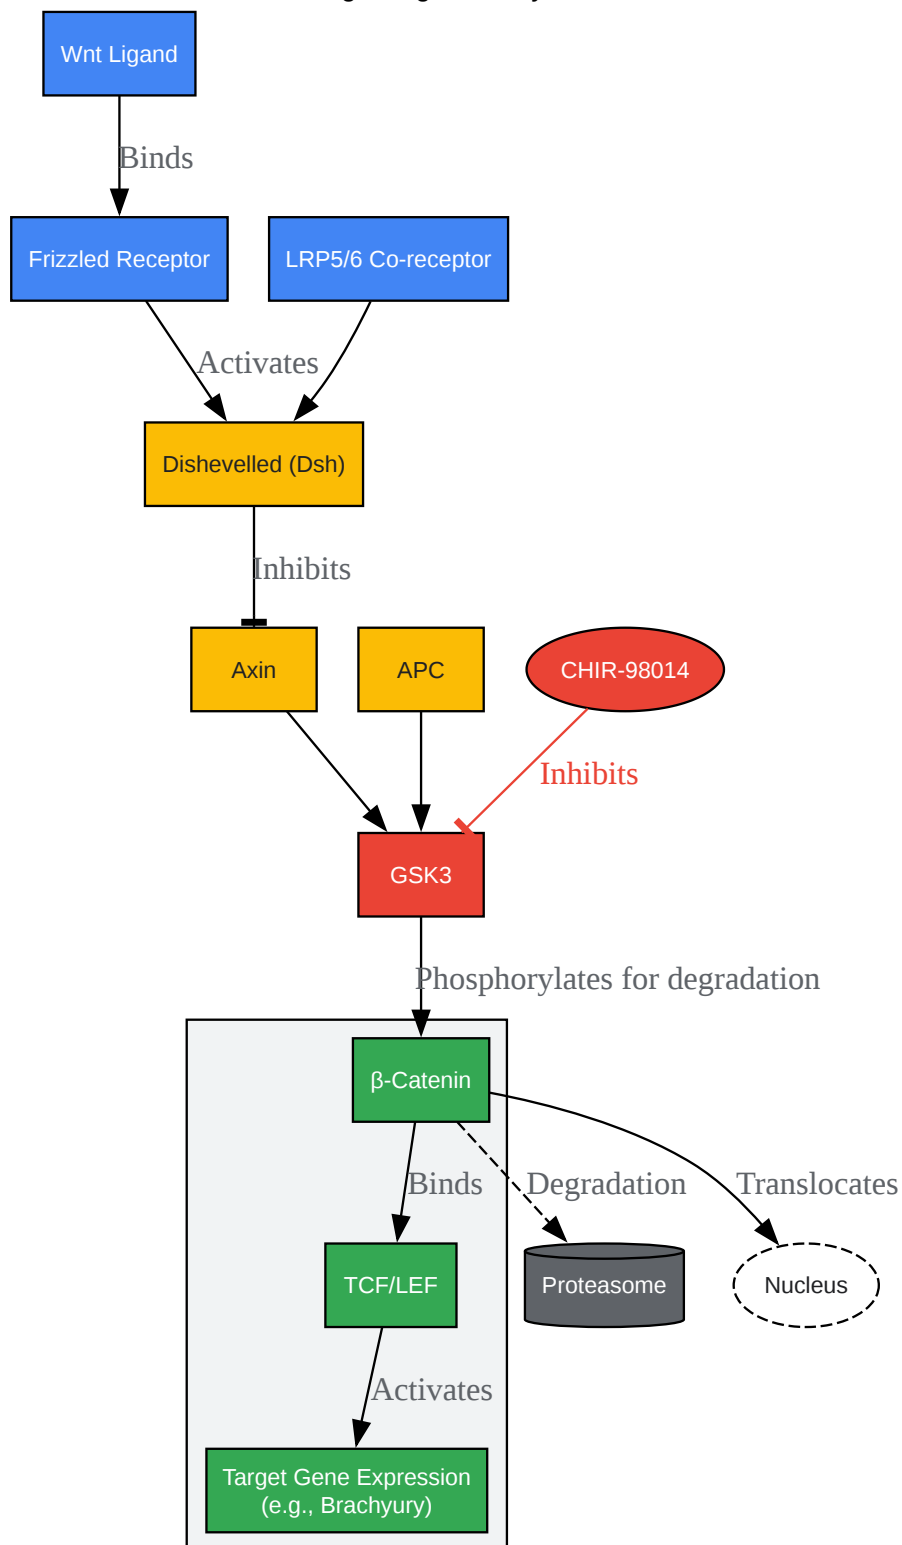 Wnt Ligand
Binds
Frizzled Receptor
LRP5/6 Co-receptor
Activates
Dishevelled (Dsh)
Inhibits
Axin
APC
CHIR-98014
Inhibits
GSK3
Phosphorylates for degradation
β-Catenin
Binds
Degradation
Translocates
TCF/LEF
Proteasome
Nucleus
Activates
Target Gene Expression
(e.g., Brachyury)